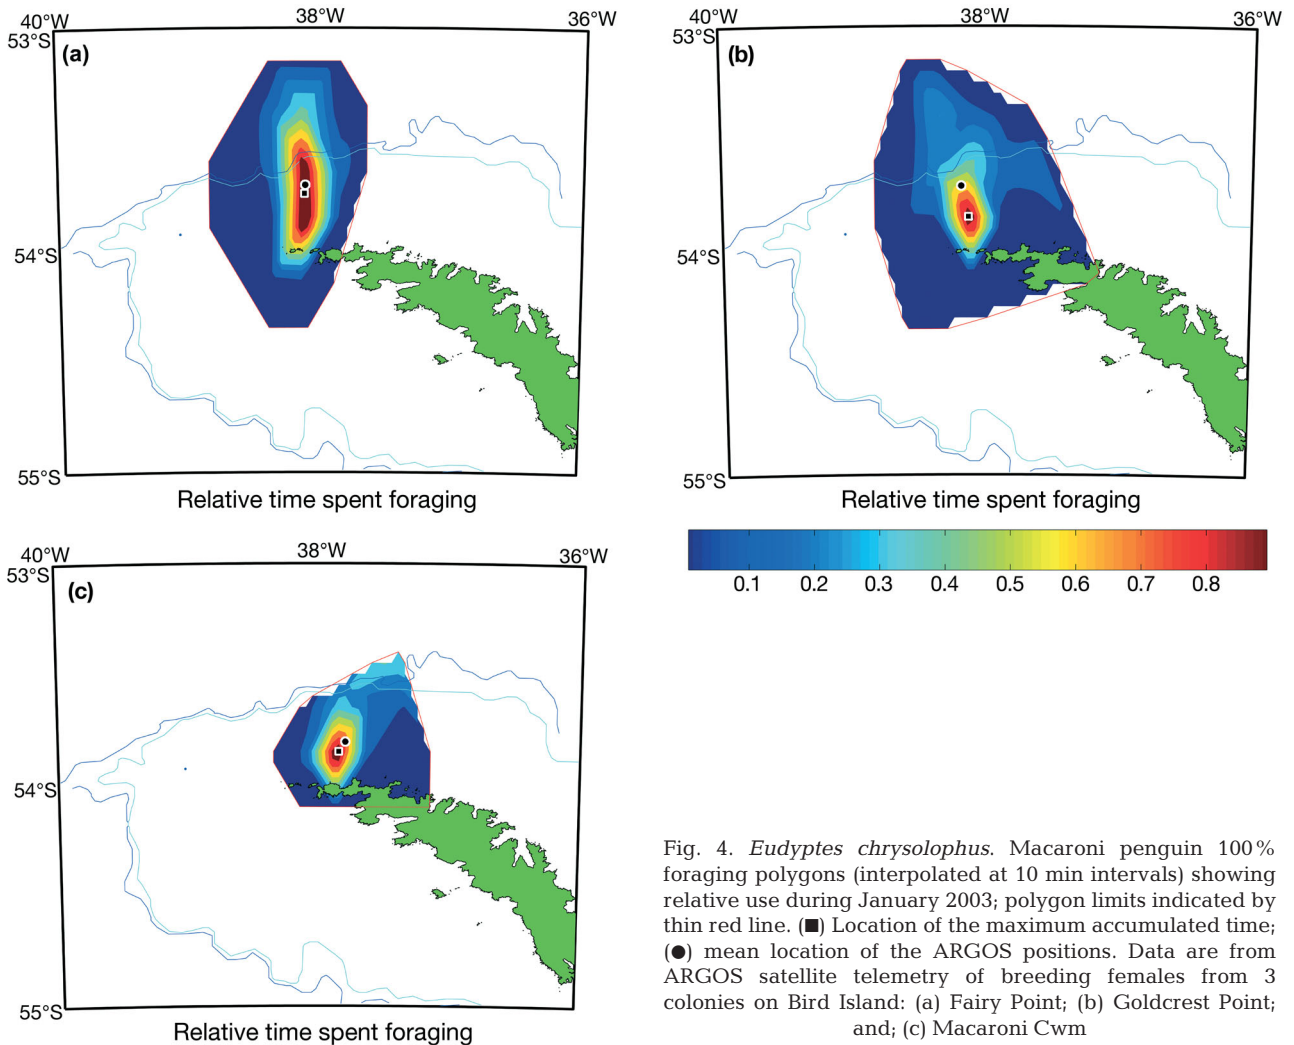 40°W 38°W 36°W
53°S
(a)
54°S
55°S
Relative time spent foraging
40°W 38°W 36°W
53°S
(b)
54°S
55°S
Relative time spent foraging
0.1 0.2 0.3 0.4 0.5 0.6 0.7 0.8
40°W 38°W 36°W
53°S
(c)
54°S
55°S
Relative time spent foraging
Fig. 4. Eudyptes chrysolophus. Macaroni penguin 100%
foraging polygons (interpolated at 10 min intervals) showing
relative use during January 2003; polygon limits indicated by
thin red line. (■) Location of the maximum accumulated time;
(●) mean location of the ARGOS positions. Data are from
ARGOS satellite telemetry of breeding females from 3
colonies on Bird Island: (a) Fairy Point; (b) Goldcrest Point;
and; (c) Macaroni Cwm